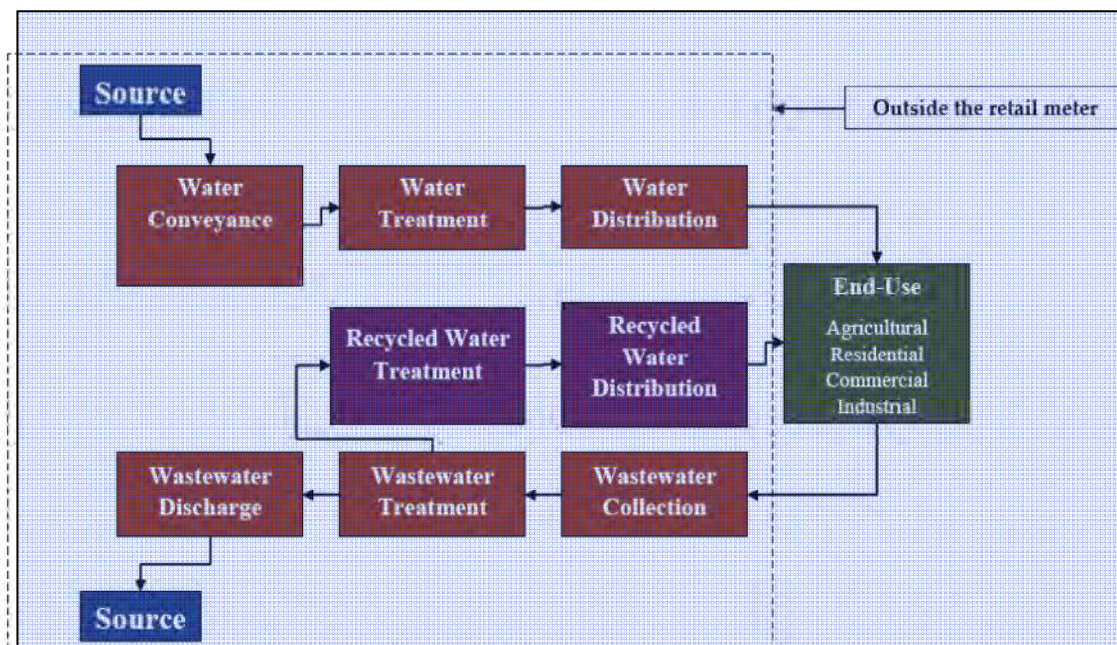 Source
Outside the retail meter
Water
Conveyance
Water
Treatment
Water
Distribution
End-Use
Agricultural
Residential
Commercial
Industrial
Recycled Water
Treatment
Recycled
Water
Distribution
Wastewater
Discharge
Wastewater
Treatment
Wastewater
Collection
Source